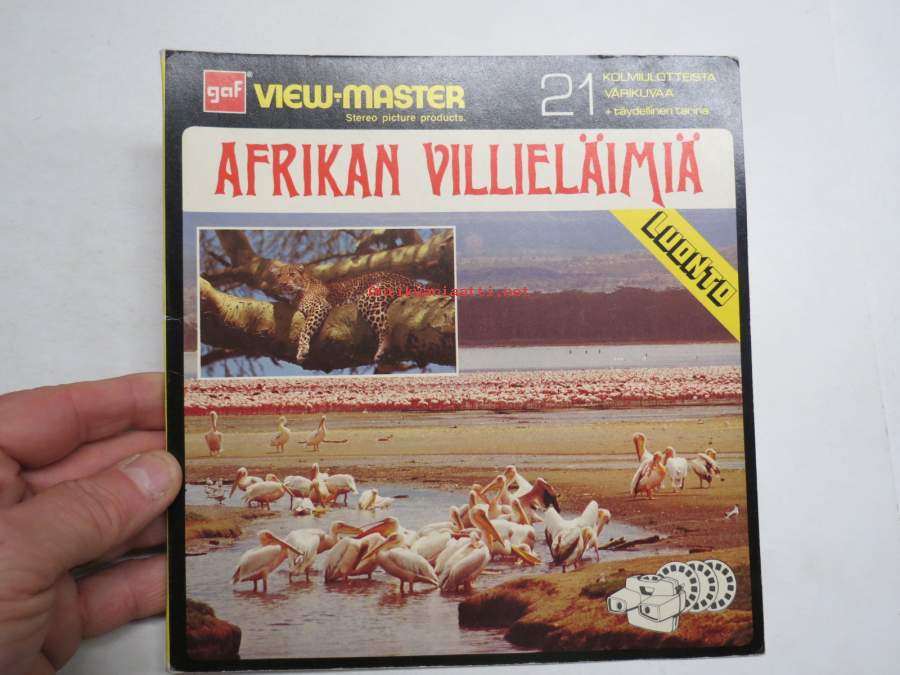 gaf® VIEW-MASTER
Stereo picture products.
21 KOLMIULOTTEISTA
VÄRIKUVAA
+ täydellinen tarina
AFRIKAN VILLIELÄIMIÄ
LUONTO
Antikvariaatti.net